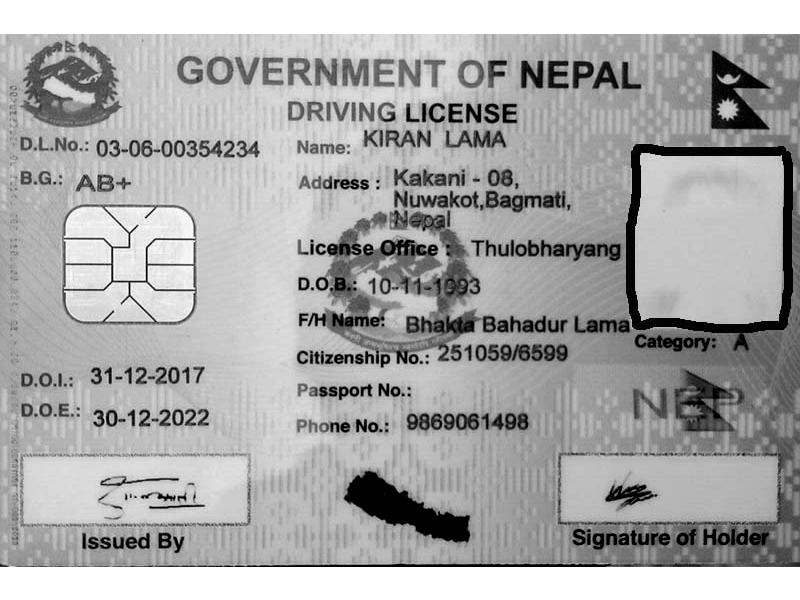 GOVERNMENT OF NEPAL
DRIVING LICENSE
D.L.No.: 03-06-00354234
Name: KIRAN LAMA
B.G.: AB+
Address : Kakani - 08,
Nuwakot,Bagmati,
Nepal
License Office : Thulobharyang
D.O.B.: 10-11-1993
F/H Name: Bhakta Bahadur Lama
Category: A
Citizenship No.: 251059/6599
D.O.I.: 31-12-2017
Passport No.:
D.O.E.: 30-12-2022
Phone No.: 9869061498
NEP
Issued By
Signature of Holder